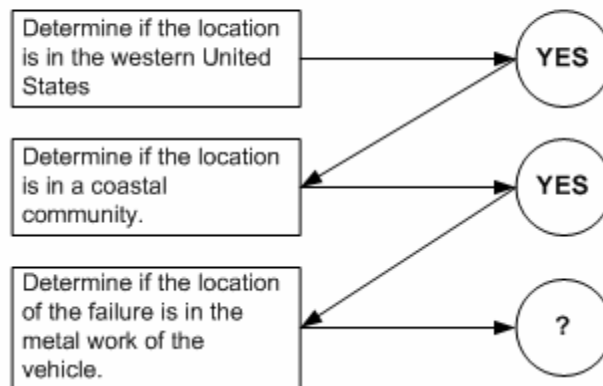 Determine if the location
is in the western United
States
YES
Determine if the location
is in a coastal
community.
YES
Determine if the location
of the failure is in the
metal work of the
vehicle.
?